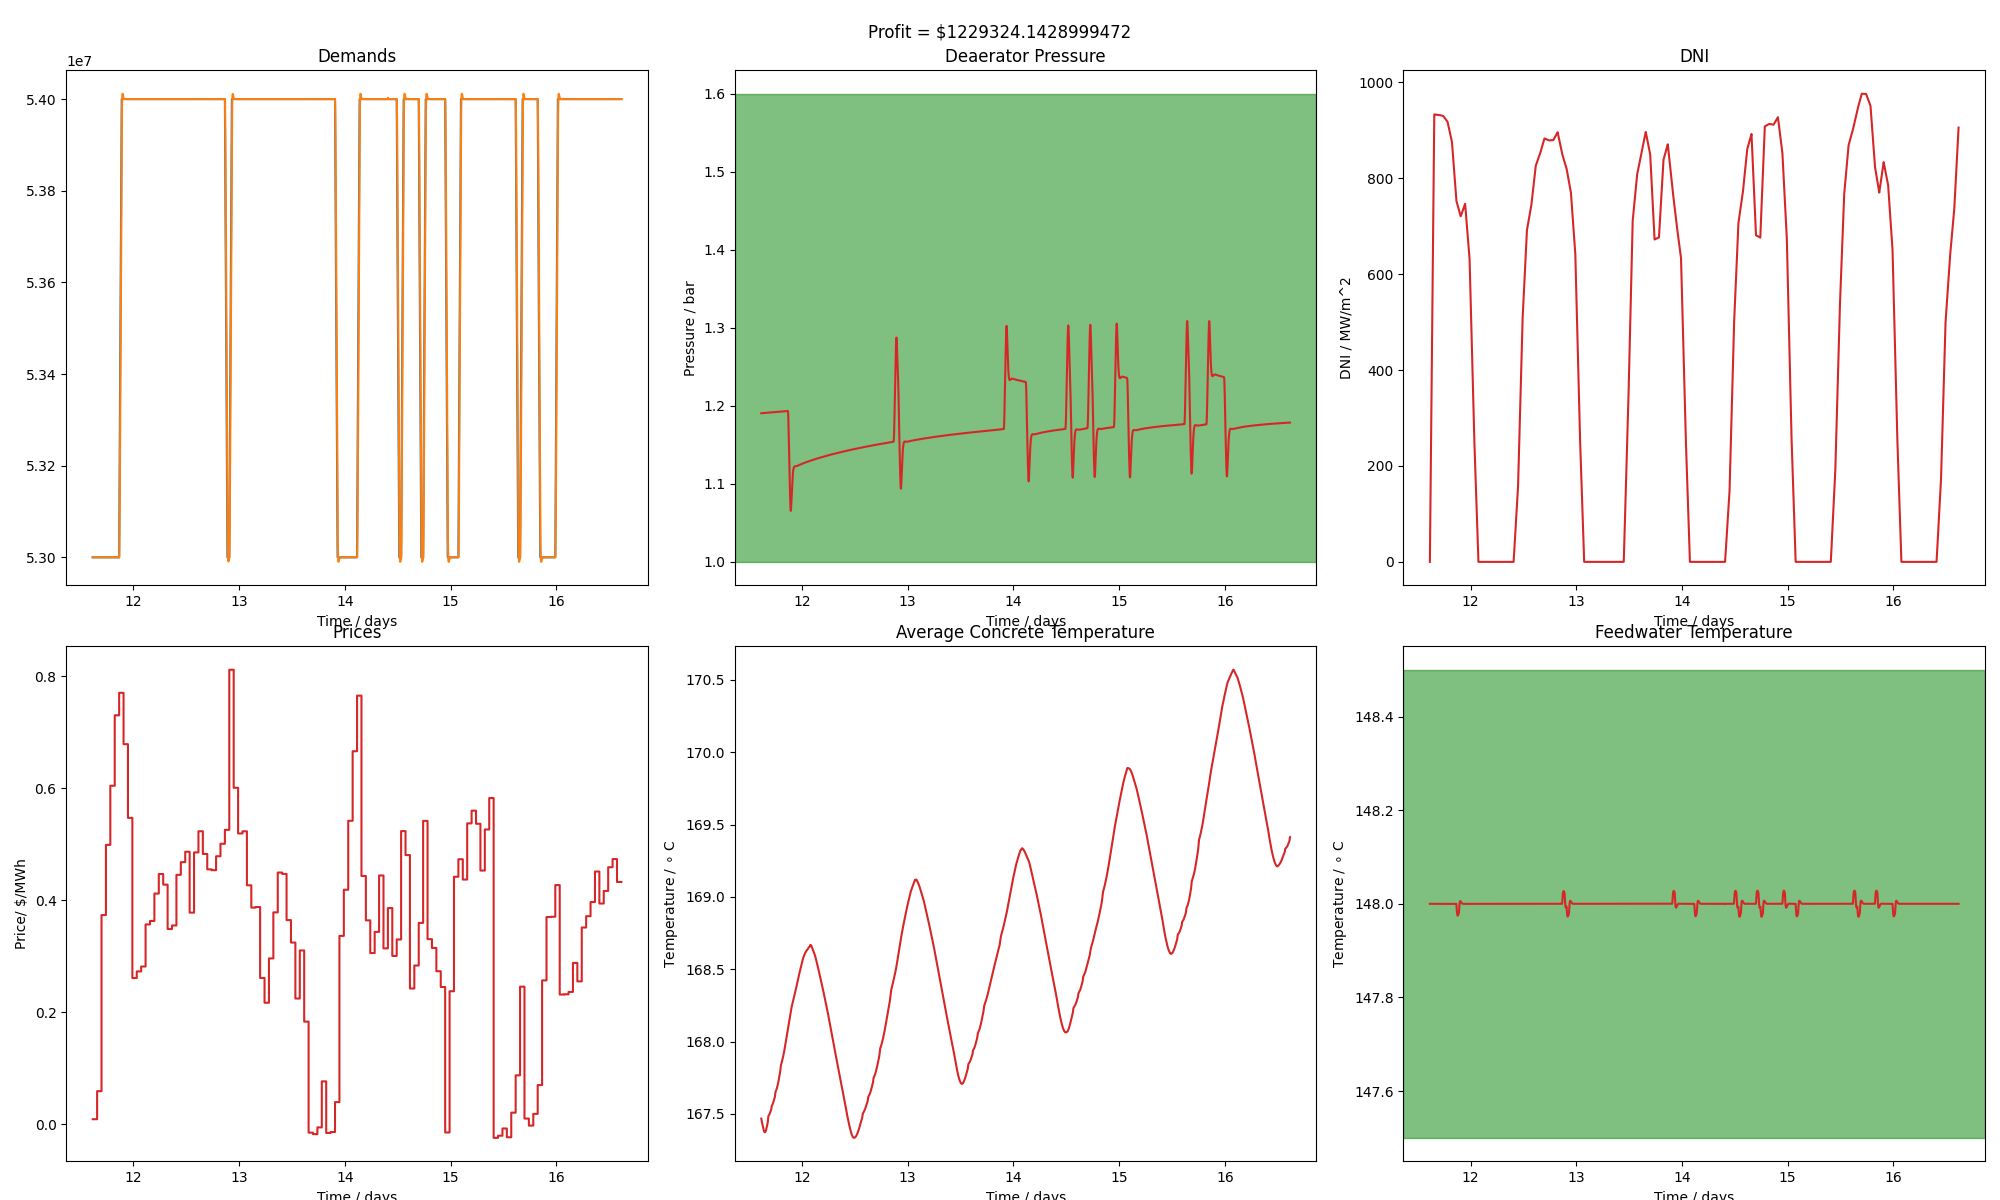 Profit = $1229324.1428999472
Demands
1e7
5.40
5.38
5.36
5.34
5.32
5.30
12 13 14 15 16
Time / days
Deaerator Pressure
Pressure / bar
1.6
1.5
1.4
1.3
1.2
1.1
1.0
12 13 14 15 16
Time / days
DNI
DNI / MW/m^2
1000
800
600
400
200
0
12 13 14 15 16
Time / days
Prices
Price/ $/MWh
0.8
0.6
0.4
0.2
0.0
12 13 14 15 16
Time / days
Average Concrete Temperature
Temperature / ∘ C
170.5
170.0
169.5
169.0
168.5
168.0
167.5
12 13 14 15 16
Time / days
Feedwater Temperature
Temperature / ∘ C
148.4
148.2
148.0
147.8
147.6
12 13 14 15 16
Time / days